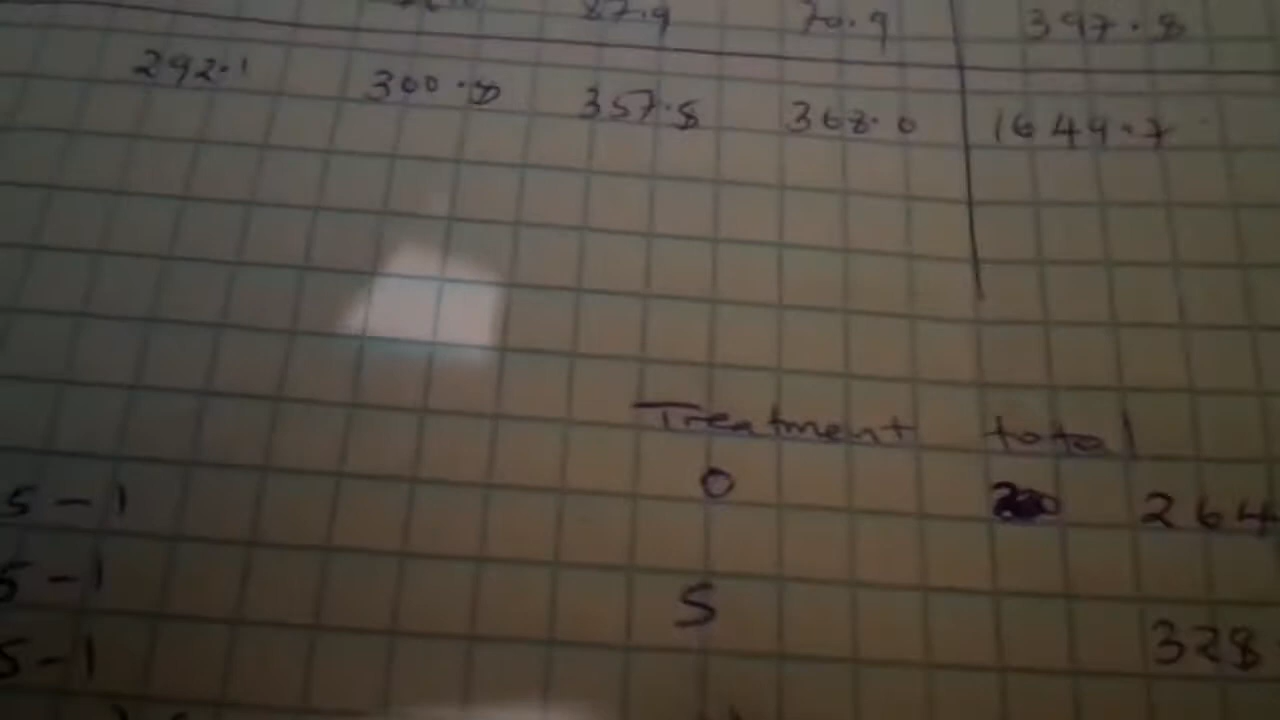 87.9 70.9 397.8
292.1 300.8 357.8 368.0 1644.7
Treatment total
5-1 0 264
5-1 5 328
5-1